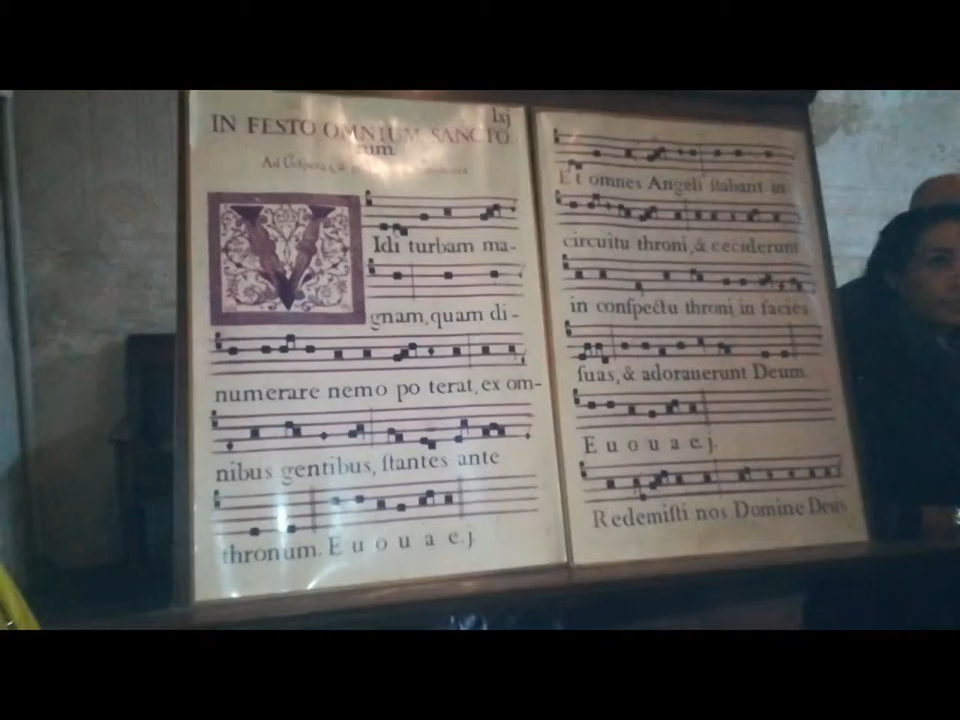 lxj
IN FESTO OMNIUM SANCTO
rum
Ad
VIdi turbam ma-
gnam, quam di-
numerare nemo po terat, ex om-
nibus gentibus, ſtantes ante
thronum. E u o u a e. j.
Et omnes Angeli ſtabant in
circuitu throni, & ceciderunt
in conſpectu throni in facies
ſuas, & adorauerunt Deum
E u o u a e. j.
Redemiſti nos Domine Deus